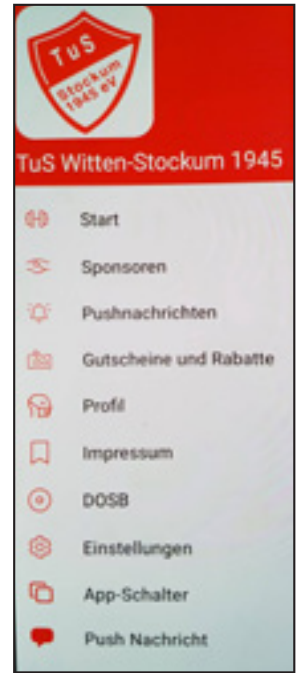 TuS
Stockum
1945 eV
TuS Witten-Stockum 1945
Start
Sponsoren
Pushnachrichten
Gutscheine und Rabatte
Profil
Impressum
DOSB
Einstellungen
App-Schalter
Push Nachricht